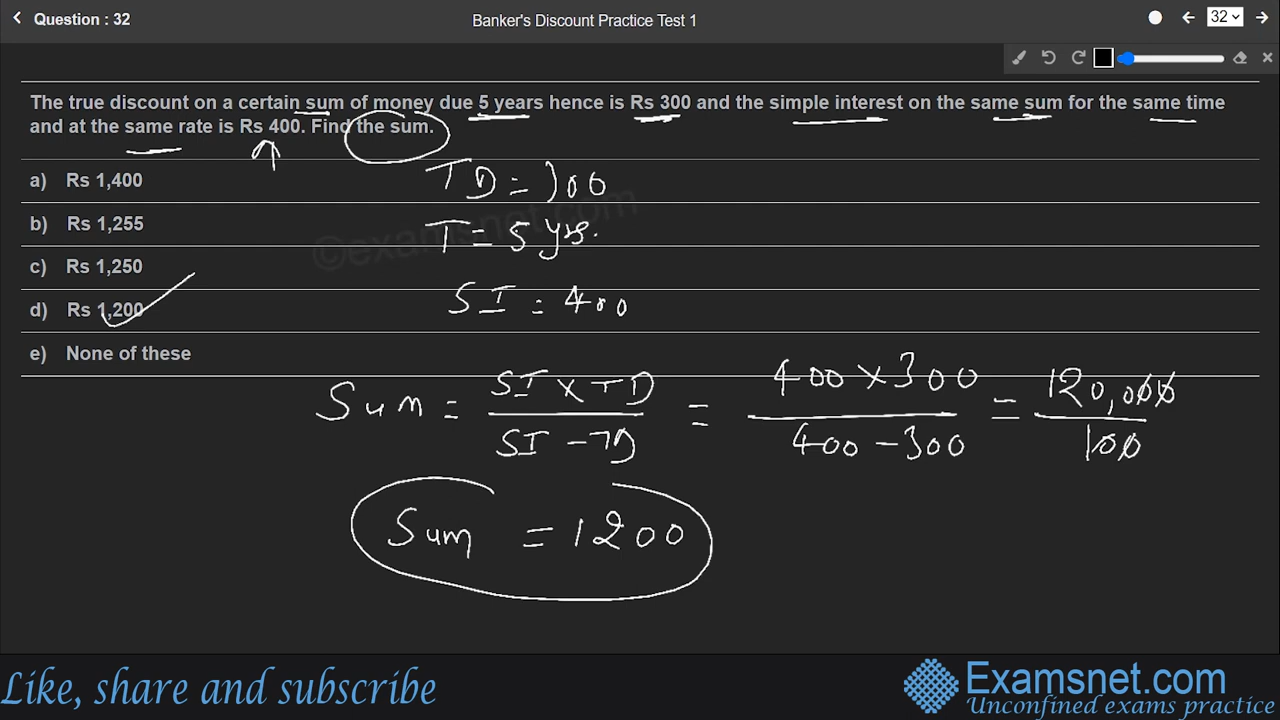 Question : 32
Banker's Discount Practice Test 1
32
The true discount on a certain sum of money due 5 years hence is Rs 300 and the simple interest on the same sum for the same time
and at the same rate is Rs 400. Find the sum.
a) Rs 1,400
TD = 300
b) Rs 1,255
T = 5 yrs.
©examsnet.com
c) Rs 1,250
d) Rs 1,200
SI = 400
e) None of these
Sum = SI × TD / SI - TD = 400 × 300 / 400 - 300 = 120,000 / 100
Sum = 1200
Like, share and subscribe
Examsnet.com
Unconfined exams practice